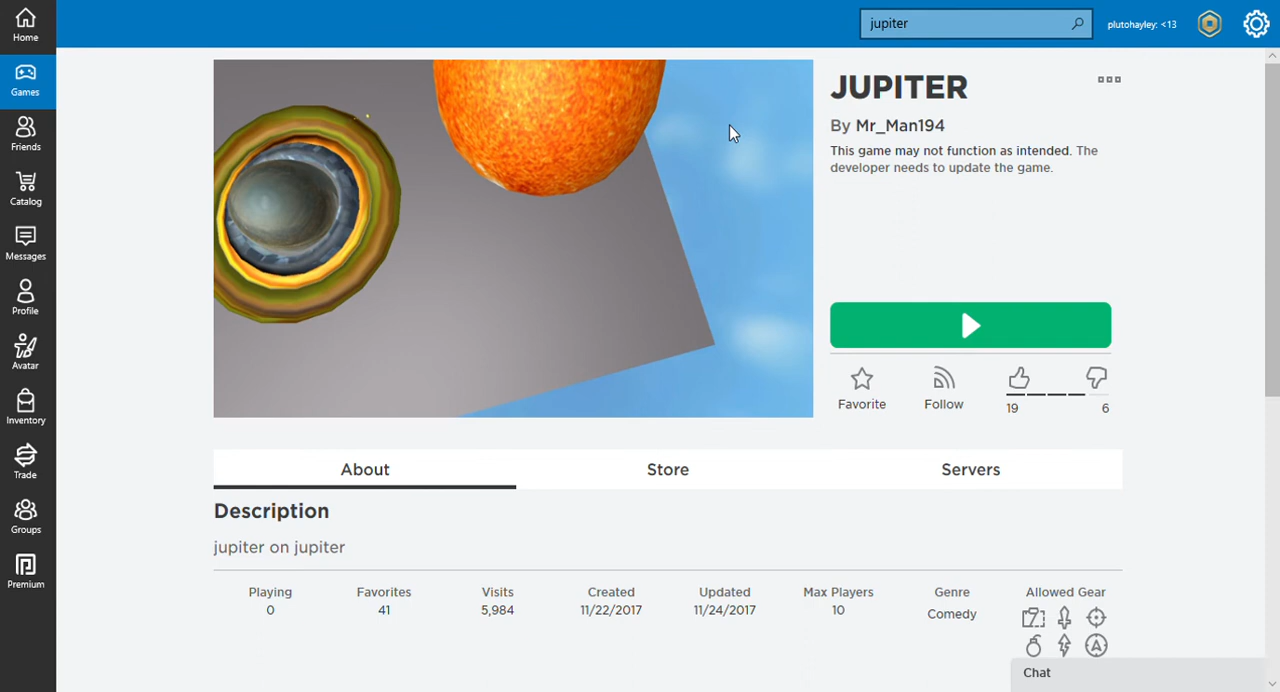 jupiter
plutohayley: <13
Home
Games
Friends
Catalog
Messages
Profile
Avatar
Inventory
Trade
Groups
Premium
JUPITER
By Mr_Man194
This game may not function as intended. The
developer needs to update the game.
Favorite
Follow
19
6
About
Store
Servers
Description
jupiter on jupiter
Playing
0
Favorites
41
Visits
5,984
Created
11/22/2017
Updated
11/24/2017
Max Players
10
Genre
Comedy
Allowed Gear
Chat